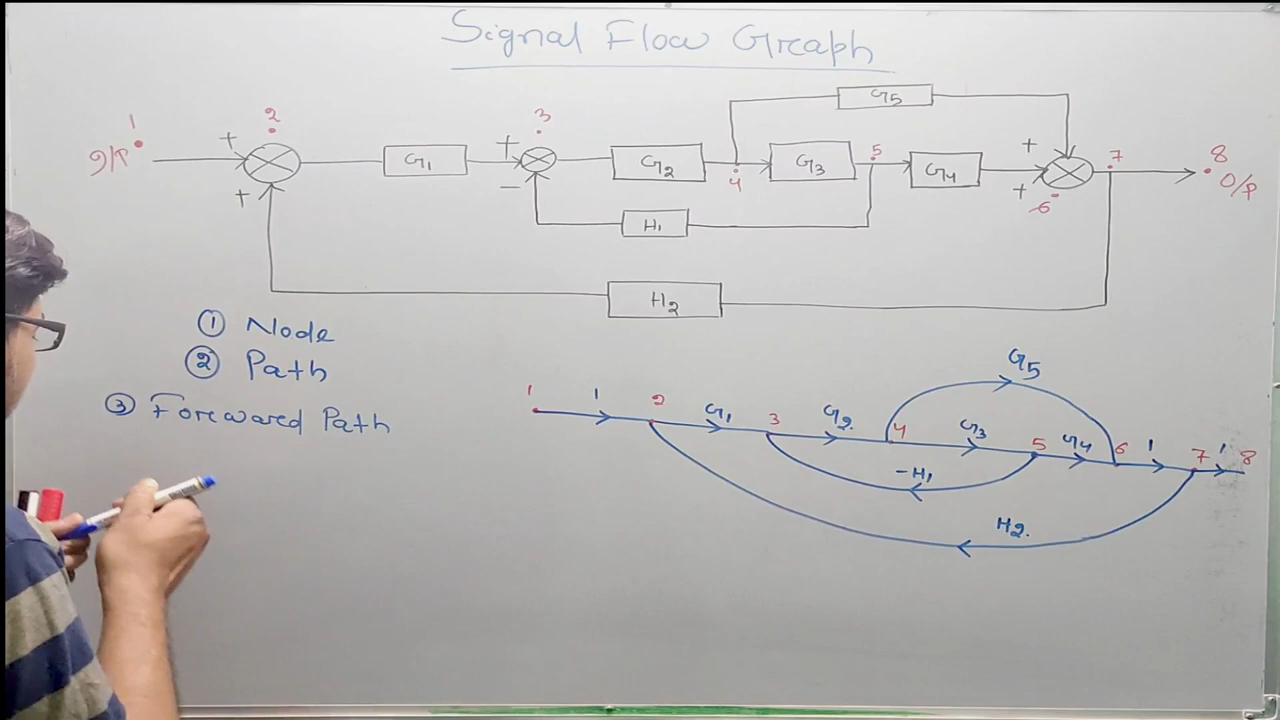 Signal Flow Graph
G5
1
2
3
I/P
+
+
G1
+
-
G2
4
G3
5
G4
+
+
6
7
8
O/P
H1
H2
① Node
② Path
③ Foreward Path
G5
1
1
2
G1
3
G2.
4
G3
5
G4
6
1
7
1
8
-H1
H2.